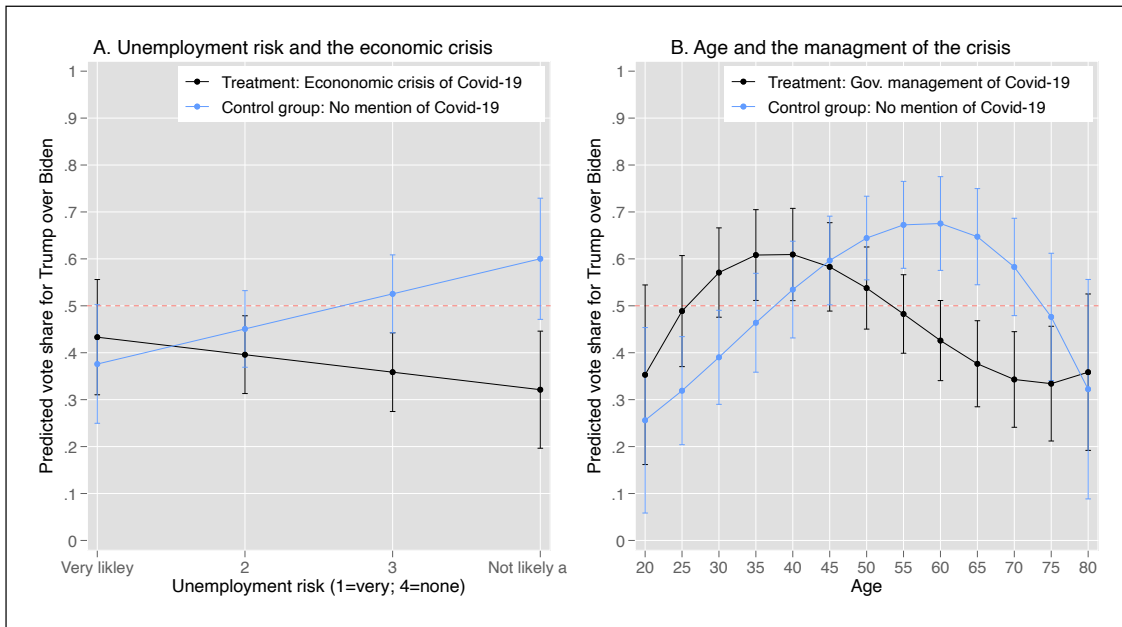 A. Unemployment risk and the economic crisis
Treatment: Econonomic crisis of Covid-19
Control group: No mention of Covid-19
Predicted vote share for Trump over Biden
1
.9
.8
.7
.6
.5
.4
.3
.2
.1
0
Very likley 2 3 Not likely a
Unemployment risk (1=very; 4=none)
B. Age and the managment of the crisis
Treatment: Gov. management of Covid-19
Control group: No mention of Covid-19
Predicted vote share for Trump over Biden
1
.9
.8
.7
.6
.5
.4
.3
.2
.1
0
20 25 30 35 40 45 50 55 60 65 70 75 80
Age